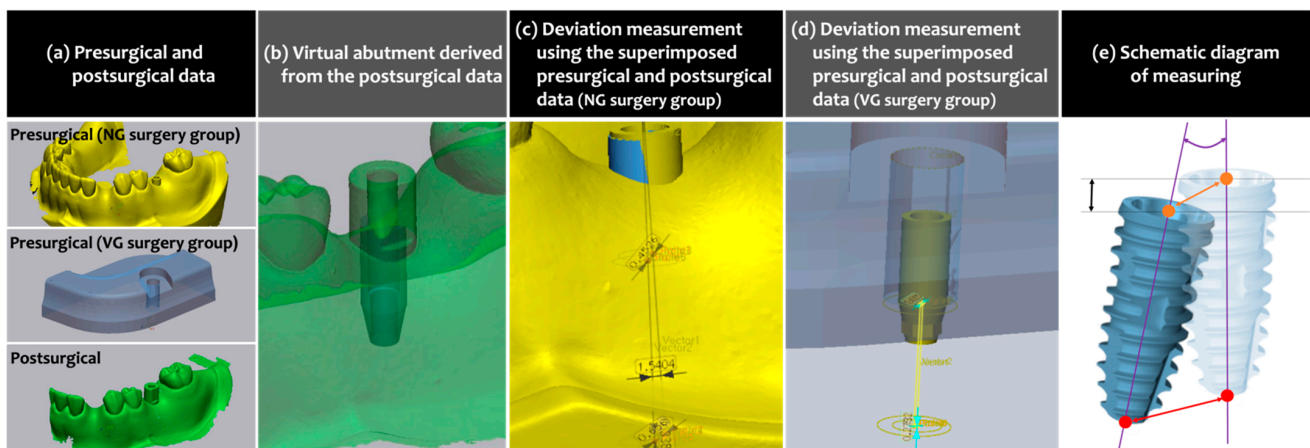 (a) Presurgical and
postsurgical data
(b) Virtual abutment derived
from the postsurgical data
(c) Deviation measurement
using the superimposed
presurgical and postsurgical
data (NG surgery group)
(d) Deviation measurement
using the superimposed
presurgical and postsurgical
data (VG surgery group)
(e) Schematic diagram
of measuring
Presurgical (NG surgery group)
Presurgical (VG surgery group)
Postsurgical
Vector1
Vector2
1.5404